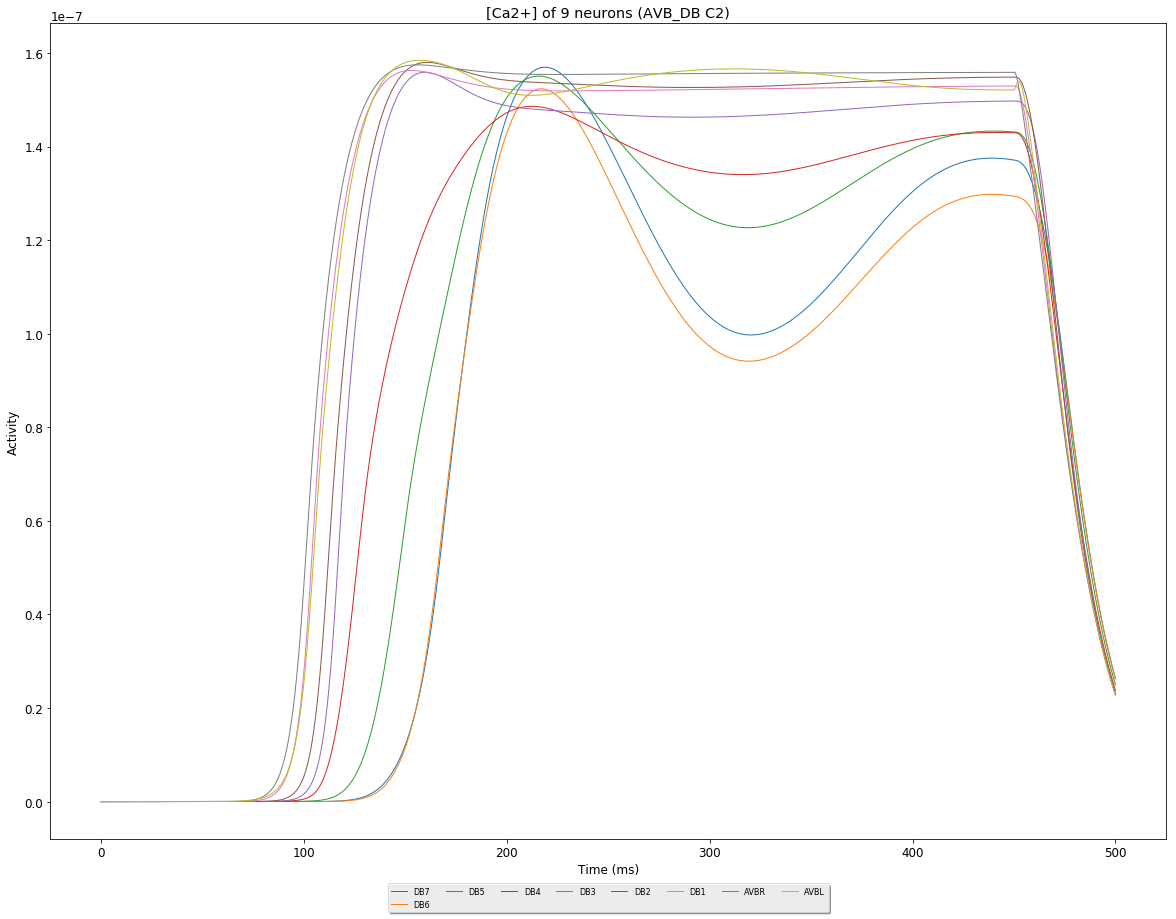 [Ca2+] of 9 neurons (AVB_DB C2)
1e−7
1.6
1.4
1.2
1.0
0.8
0.6
0.4
0.2
0.0
Activity
0 100 200 300 400 500
Time (ms)
DB7 DB5 DB4 DB3 DB2 DB1 AVBR AVBL
DB6